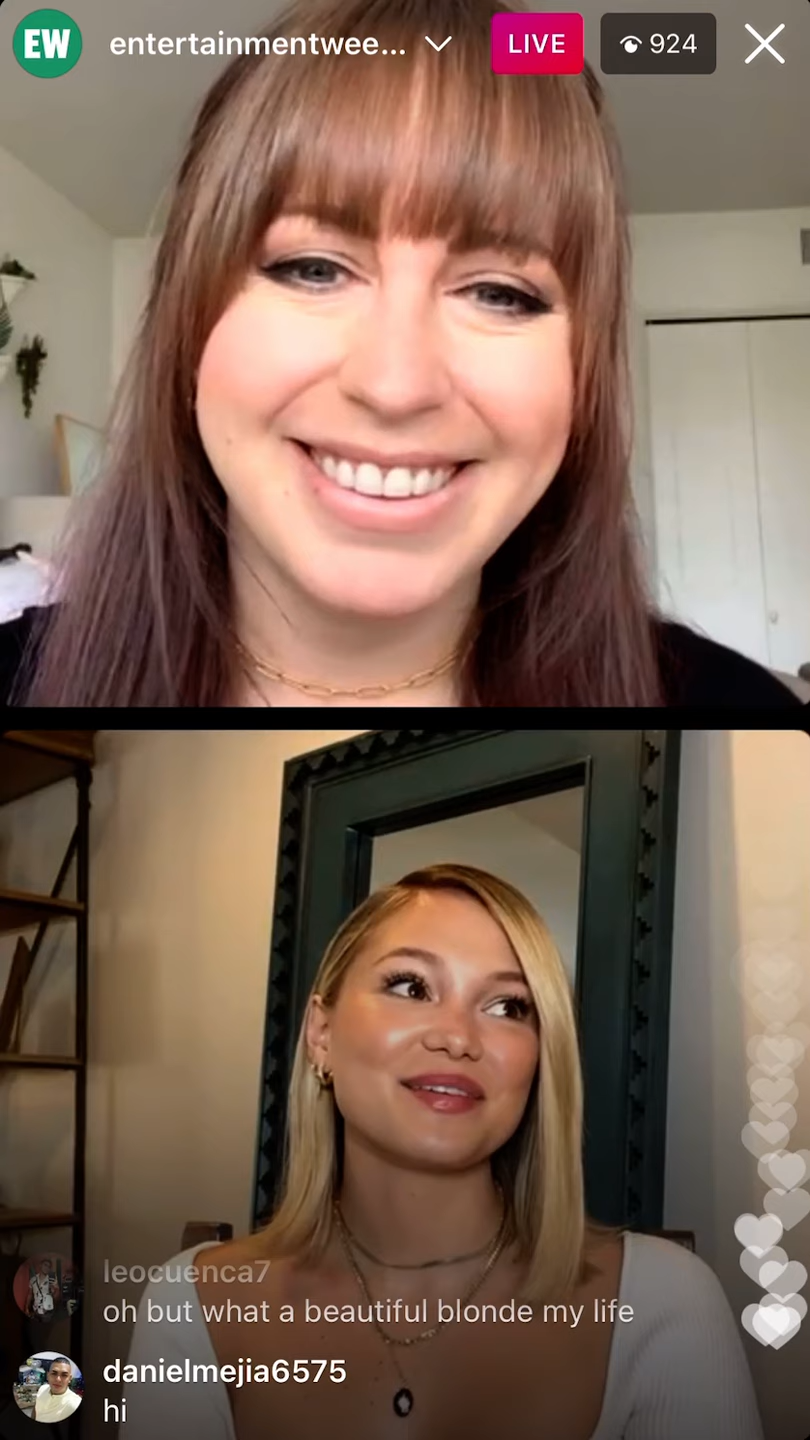 EW entertainmentwee... LIVE 924
leocuenca7
oh but what a beautiful blonde my life
danielmejia6575
hi